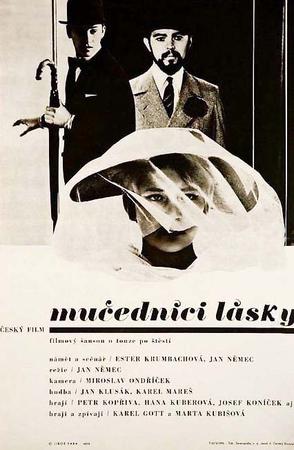 mučedníci lásky
ČESKÝ FILM
filmový šanson o touze po štěstí
námět a scénář / ESTER KRUMBACHOVÁ, JAN NĚMEC
režie / JAN NĚMEC
kamera / MIROSLAV ONDŘÍČEK
hudba / JAN KLUSÁK, KAREL MAREŠ
hrají / PETR KOPŘIVA, HANA KUBEROVÁ, JOSEF KONÍČEK aj
hrají a zpívají / KAREL GOTT a MARTA KUBIŠOVÁ